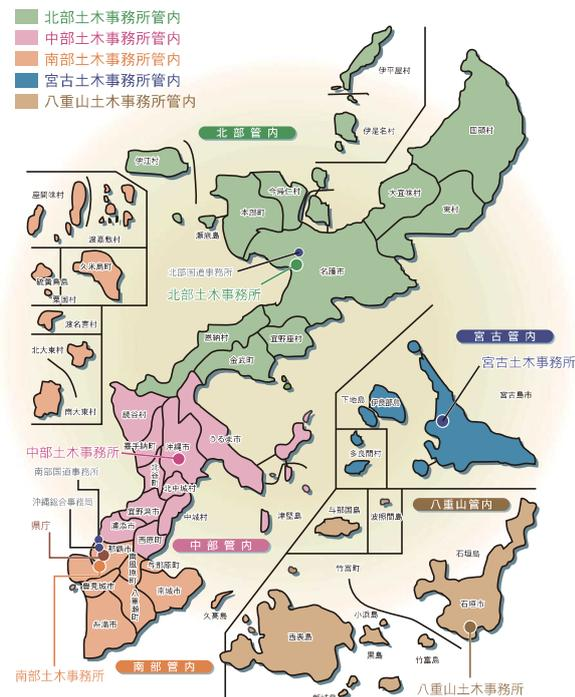 北部土木事務所管内
中部土木事務所管内
南部土木事務所管内
宮古土木事務所管内
八重山土木事務所管内
伊平屋村
伊是名村
国頭村
北部管内
伊江村
今帰仁村
大宜味村
東村
本部町
瀬底島
座間味村
渡嘉敷村
久米島町
硫黄鳥島
粟国村
北部国道事務所
名護市
北部土木事務所
渡名喜村
北大東村
南大東村
恩納村
宜野座村
金武町
宮古管内
宮古土木事務所
宮古島市
下地島
伊良部島
多良間村
読谷村
嘉手納町
沖縄市
うるま市
中部土木事務所
南部国道事務所
北谷町
北中城村
沖縄総合事務局
宜野湾市
中城村
浦添市
西原町
津堅島
県庁
那覇市
中部管内
与那原町
南風原町
豊見城市
八重瀬町
南城市
糸満市
久高島
南部土木事務所
南部管内
八重山管内
与那国島
波照間島
石垣島
竹富町
石垣市
小浜島
西表島
黒島
竹富島
八重山土木事務所